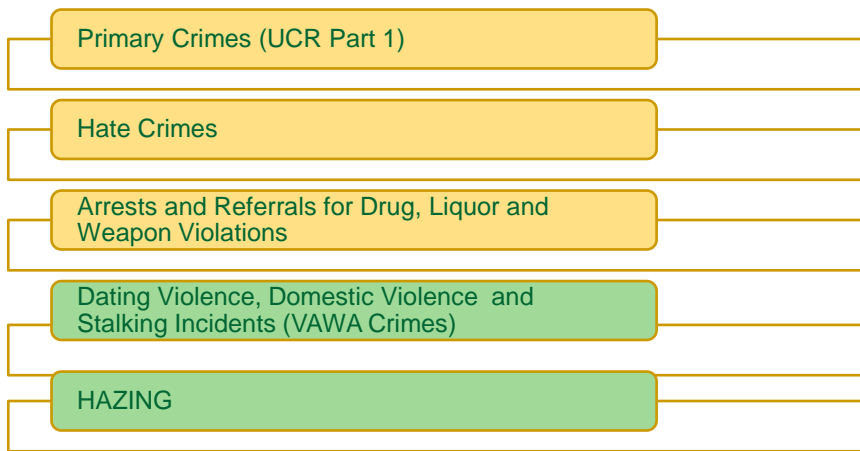 Primary Crimes (UCR Part 1)
Hate Crimes
Arrests and Referrals for Drug, Liquor and
Weapon Violations
Dating Violence, Domestic Violence and
Stalking Incidents (VAWA Crimes)
HAZING